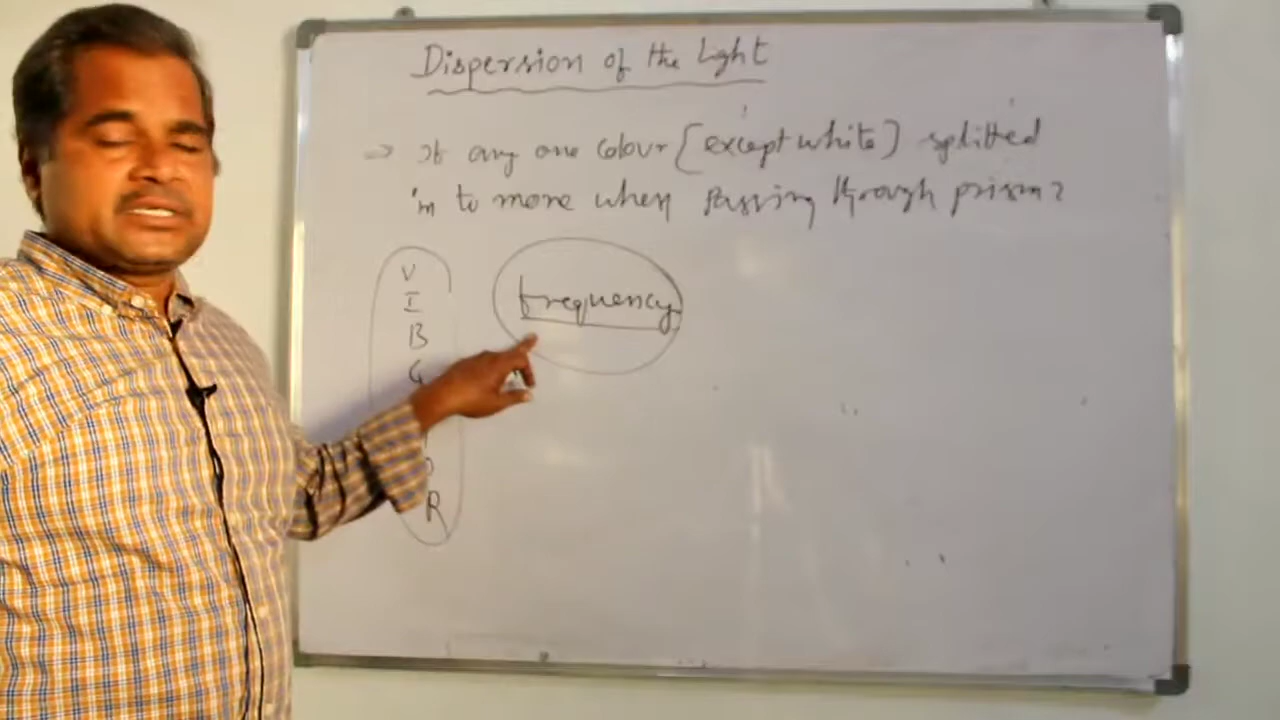 Dispersion of the Light
→ If any one colour [except white] splitted
in to more when passing through prism?
V
I
B
G
O
R
frequency